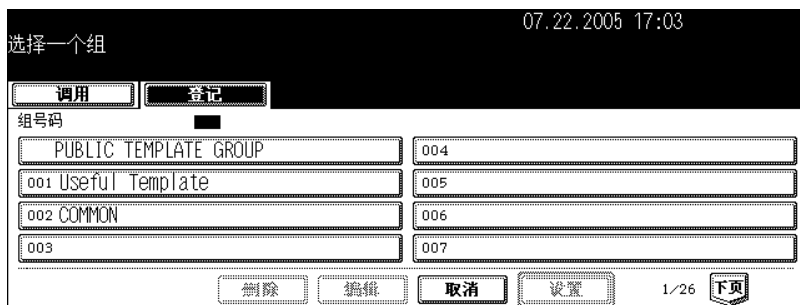 07.22.2005 17:03
选择一个组
调用 登记
组号码
PUBLIC TEMPLATE GROUP 004
001 Useful Template 005
002 COMMON 006
003 007
删除 编辑 取消 设置 1/26 下页